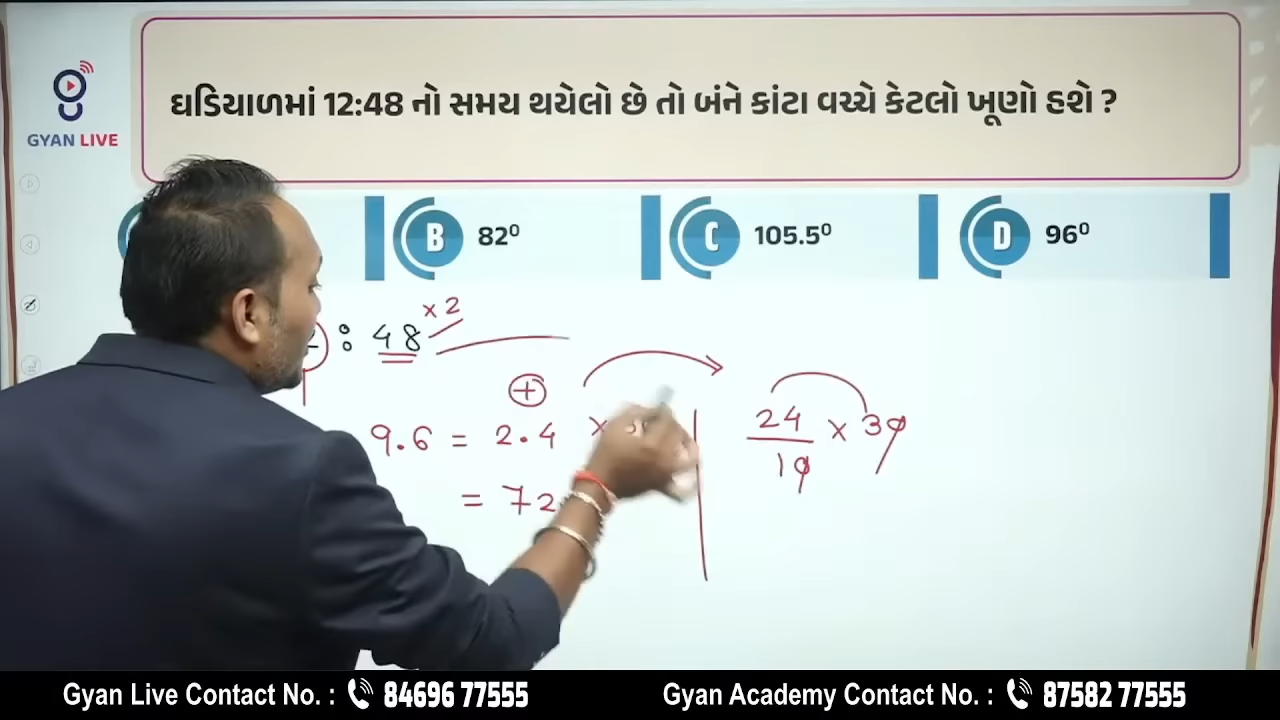 ઘડિયાળમાં 12:48 નો સમય થયેલો છે તો બંને કાંટા વચ્ચે કેટલો ખૂણો હશે ?
GYAN LIVE
B 82⁰
C 105.5⁰
D 96⁰
: 48 × 2
+
9.6 = 2.4 ×
= 72
24/10 × 30
Gyan Live Contact No. : 84696 77555
Gyan Academy Contact No. : 87582 77555